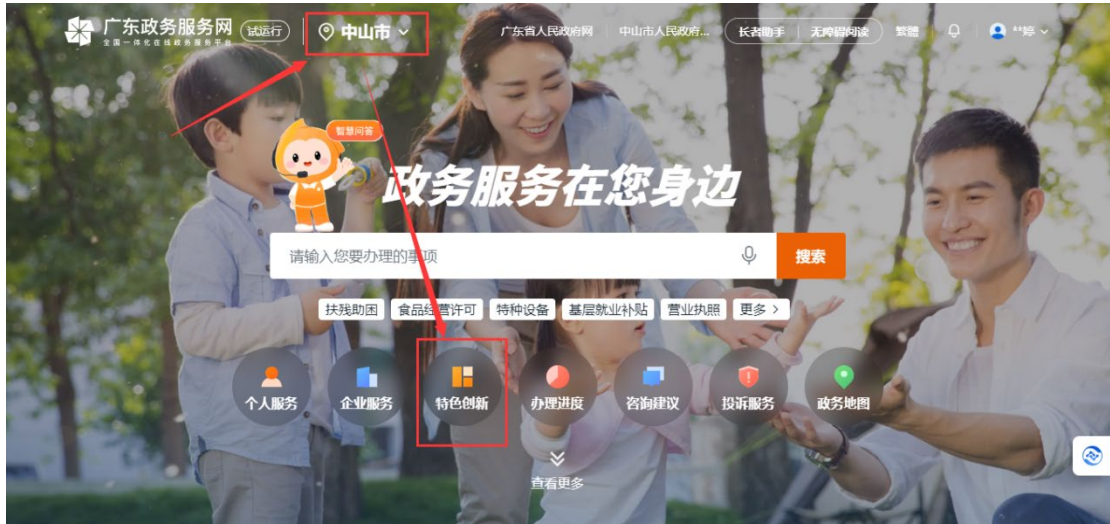 广东政务服务网 试运行 中山市 广东省人民政府网 中山市人民政府... 长者助手 无障碍阅读 繁體 **婷
全国一体化在线政务服务平台
智慧问答
政务服务在您身边
请输入您要办理的事项 搜索
扶残助困 食品经营许可 特种设备 基层就业补贴 营业执照 更多 >
个人服务 企业服务 特色创新 办理进度 咨询建议 投诉服务 政务地图
查看更多